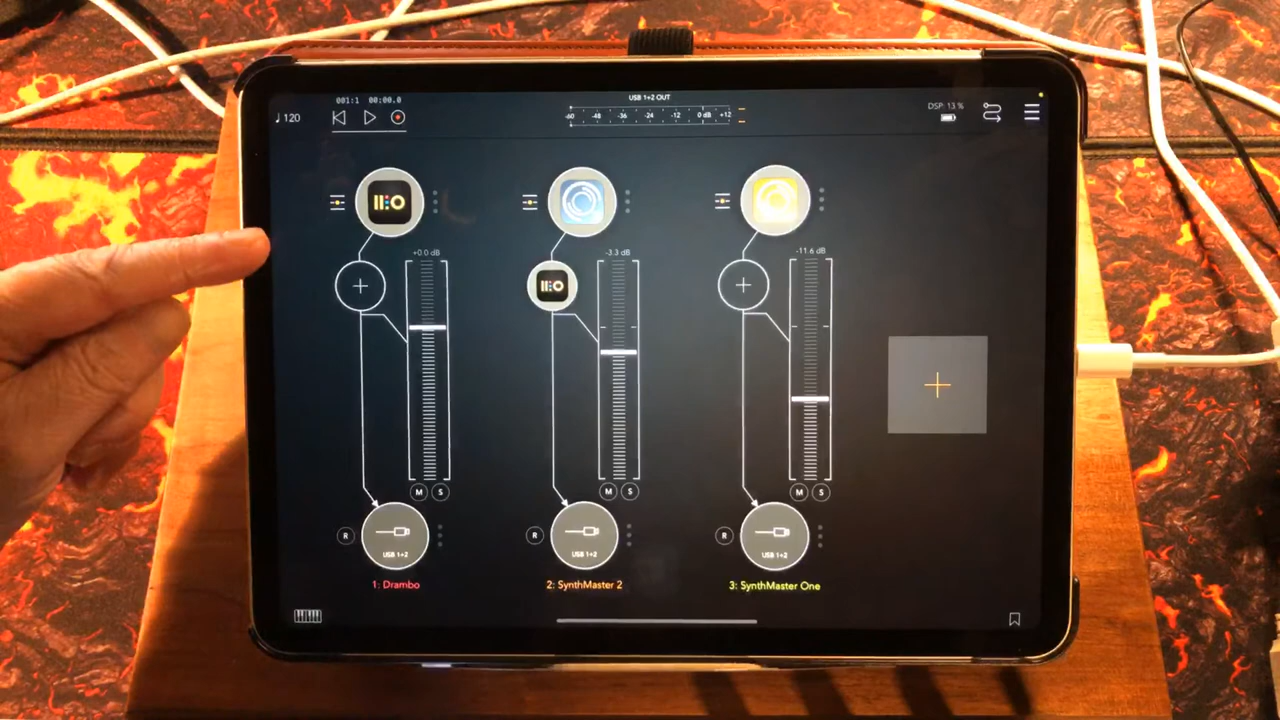 001:1 00:00.0
♩120
USB 1+2 OUT
-60 -48 -36 -24 -12 0 dB +12
DSP: 13 %
+0.0 dB
-3.3 dB
-11.6 dB
M S
M S
M S
R
USB 1+2
R
USB 1+2
R
USB 1+2
1: Drambo
2: SynthMaster 2
3: SynthMaster One